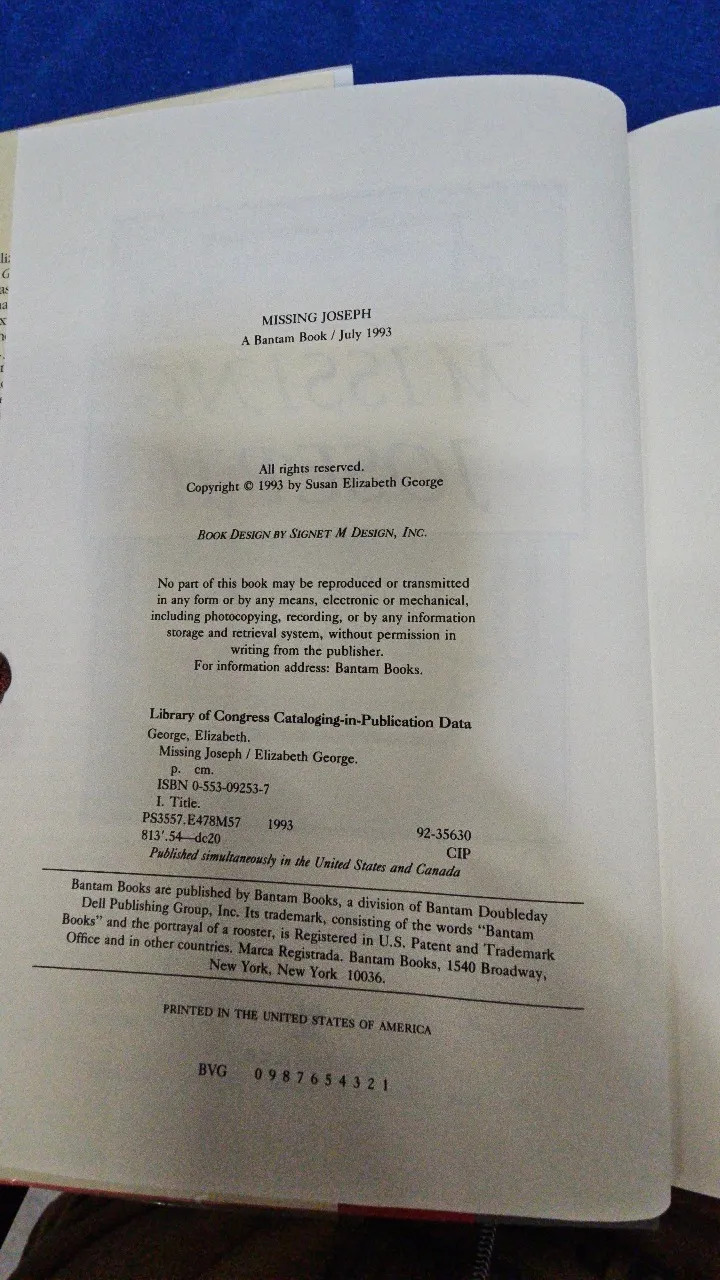 MISSING JOSEPH
A Bantam Book / July 1993
All rights reserved.
Copyright © 1993 by Susan Elizabeth George
BOOK DESIGN BY SIGNET M DESIGN, INC.
No part of this book may be reproduced or transmitted
in any form or by any means, electronic or mechanical,
including photocopying, recording, or by any information
storage and retrieval system, without permission in
writing from the publisher.
For information address: Bantam Books.
Library of Congress Cataloging-in-Publication Data
George, Elizabeth.
Missing Joseph / Elizabeth George.
p. cm.
ISBN 0-553-09253-7
I. Title.
PS3557.E478M57 1993 92-35630
813'.54—dc20 CIP
Published simultaneously in the United States and Canada
Bantam Books are published by Bantam Books, a division of Bantam Doubleday
Dell Publishing Group, Inc. Its trademark, consisting of the words "Bantam
Books" and the portrayal of a rooster, is Registered in U.S. Patent and Trademark
Office and in other countries. Marca Registrada. Bantam Books, 1540 Broadway,
New York, New York 10036.
PRINTED IN THE UNITED STATES OF AMERICA
BVG 0 9 8 7 6 5 4 3 2 1